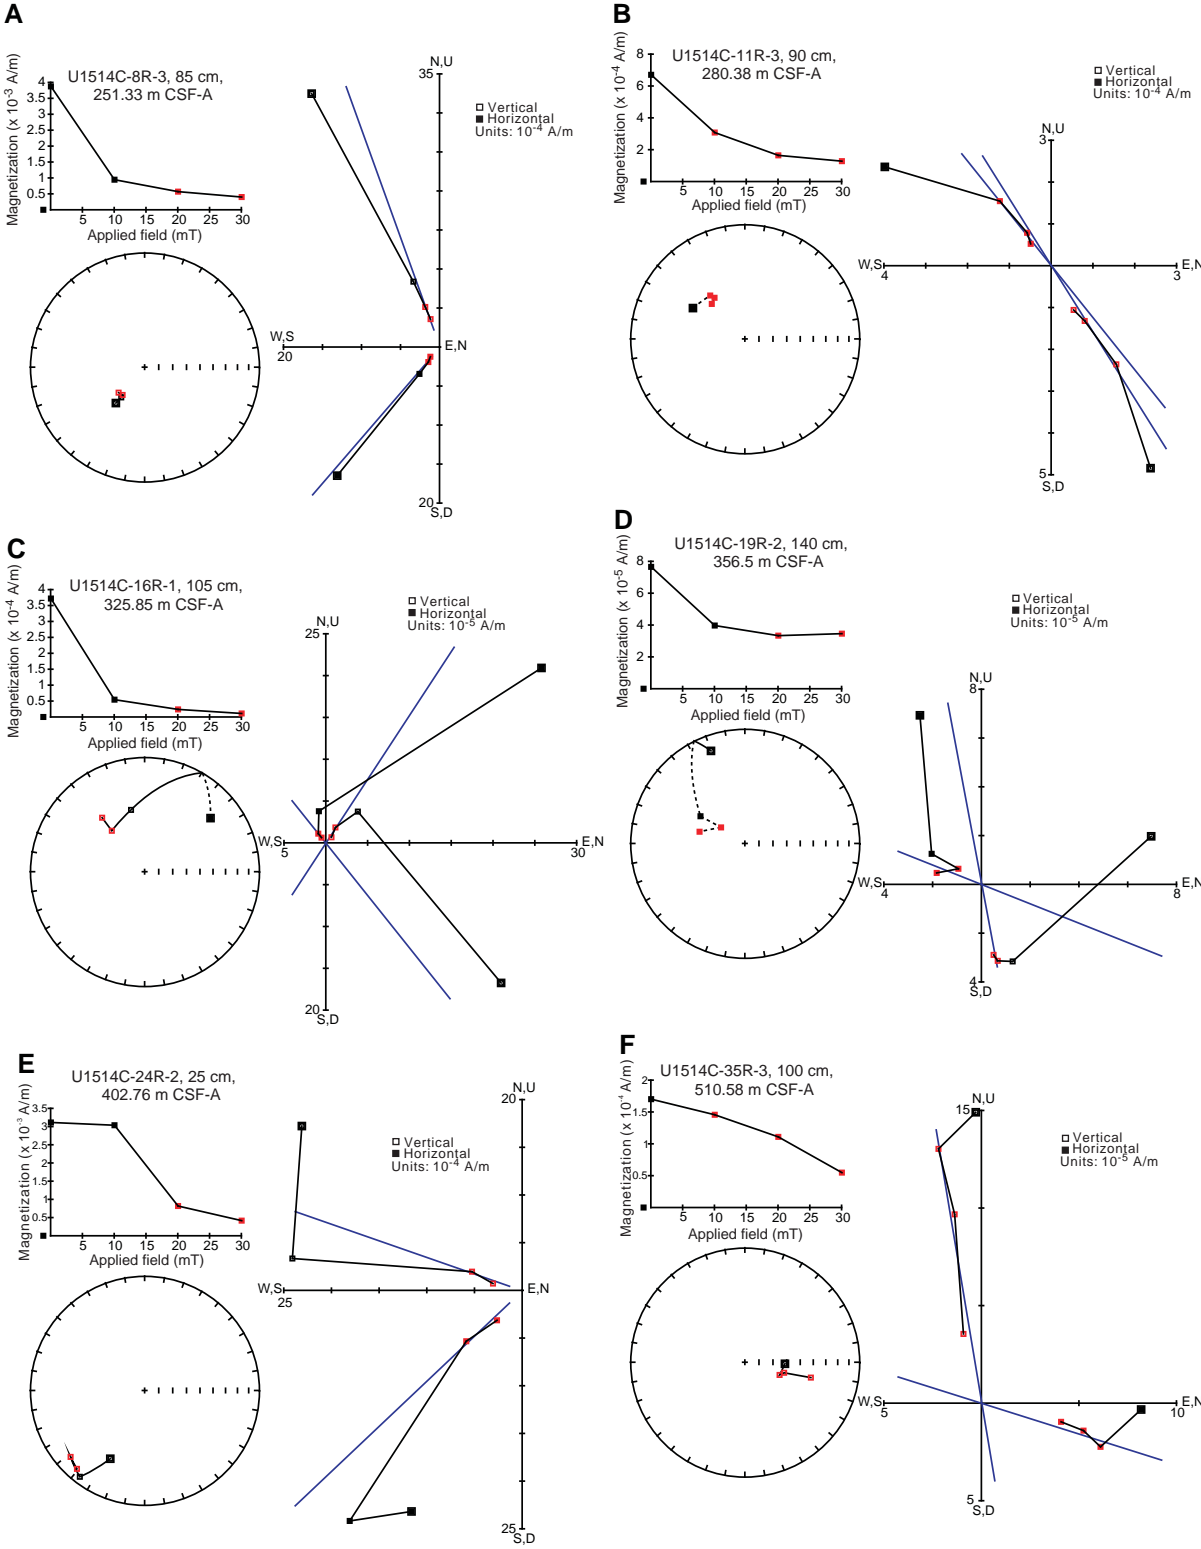 A
U1514C-8R-3, 85 cm,
251.33 m CSF-A
Magnetization (x 10⁻³ A/m)
4
3.5
3
2.5
2
1.5
1
0.5
5 10 15 20 25 30
Applied field (mT)
N,U
35
Vertical
Horizontal
Units: 10⁻⁴ A/m
W,S
20
E,N
20
S,D
B
U1514C-11R-3, 90 cm,
280.38 m CSF-A
Magnetization (x 10⁻⁴ A/m)
8
6
4
2
5 10 15 20 25 30
Applied field (mT)
Vertical
Horizontal
Units: 10⁻⁴ A/m
N,U
3
W,S
4
E,N
3
5
S,D
C
U1514C-16R-1, 105 cm,
325.85 m CSF-A
Magnetization (x 10⁻⁴ A/m)
4
3.5
3
2.5
2
1.5
1
0.5
5 10 15 20 25 30
Applied field (mT)
Vertical
Horizontal
Units: 10⁻⁵ A/m
N,U
25
W,S
5
30
E,N
20
S,D
D
U1514C-19R-2, 140 cm,
356.5 m CSF-A
Magnetization (x 10⁻⁵ A/m)
8
6
4
2
5 10 15 20 25 30
Applied field (mT)
Vertical
Horizontal
Units: 10⁻⁵ A/m
N,U
8
W,S
4
E,N
8
4
S,D
E
U1514C-24R-2, 25 cm,
402.76 m CSF-A
Magnetization (x 10⁻³ A/m)
3.5
3
2.5
2
1.5
1
0.5
5 10 15 20 25 30
Applied field (mT)
N,U
20
Vertical
Horizontal
Units: 10⁻⁴ A/m
W,S
25
E,N
25
S,D
F
U1514C-35R-3, 100 cm,
510.58 m CSF-A
Magnetization (x 10⁻⁴ A/m)
2
1.5
1
0.5
5 10 15 20 25 30
Applied field (mT)
N,U
15
Vertical
Horizontal
Units: 10⁻⁵ A/m
W,S
5
E,N
10
5
S,D